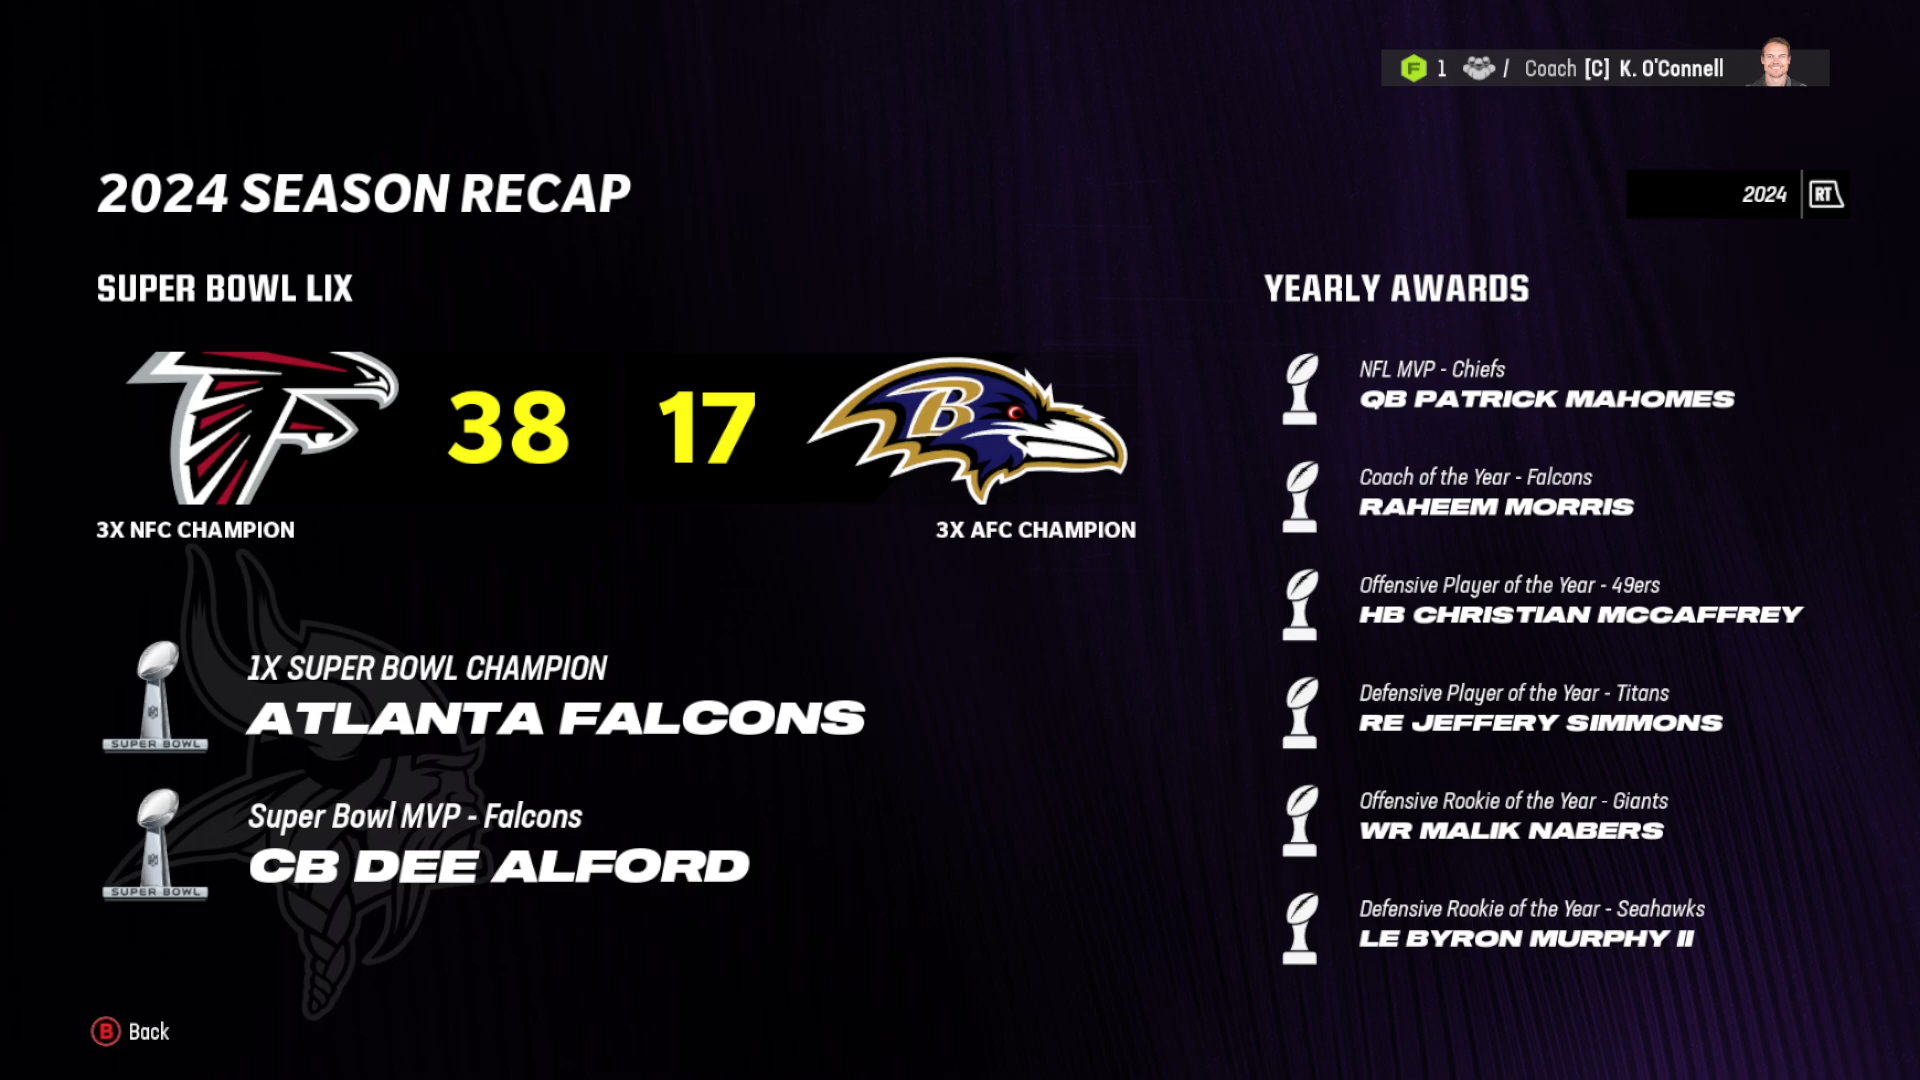 1 / Coach [C] K. O'Connell
2024 SEASON RECAP
2024 RT
SUPER BOWL LIX
38 17
B
3X NFC CHAMPION
3X AFC CHAMPION
SUPER BOWL
1X SUPER BOWL CHAMPION
ATLANTA FALCONS
SUPER BOWL
Super Bowl MVP - Falcons
CB DEE ALFORD
YEARLY AWARDS
NFL MVP - Chiefs
QB PATRICK MAHOMES
Coach of the Year - Falcons
RAHEEM MORRIS
Offensive Player of the Year - 49ers
HB CHRISTIAN MCCAFFREY
Defensive Player of the Year - Titans
RE JEFFERY SIMMONS
Offensive Rookie of the Year - Giants
WR MALIK NABERS
Defensive Rookie of the Year - Seahawks
LE BYRON MURPHY II
B Back